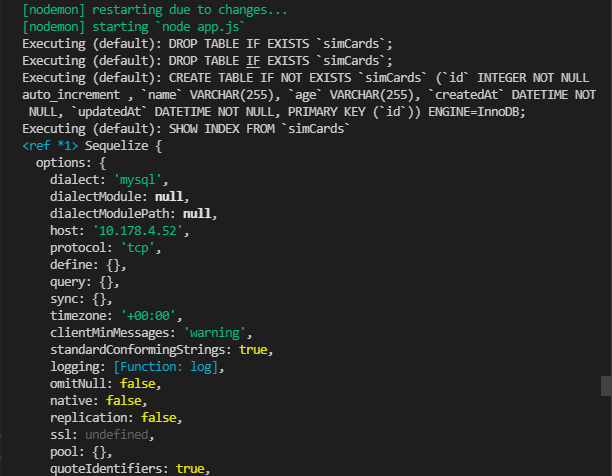 [nodemon] restarting due to changes...
[nodemon] starting `node app.js`
Executing (default): DROP TABLE IF EXISTS `simCards`;
Executing (default): DROP TABLE IF EXISTS `simCards`;
Executing (default): CREATE TABLE IF NOT EXISTS `simCards` (`id` INTEGER NOT NULL
auto_increment , `name` VARCHAR(255), `age` VARCHAR(255), `createdAt` DATETIME NOT
NULL, `updatedAt` DATETIME NOT NULL, PRIMARY KEY (`id`)) ENGINE=InnoDB;
Executing (default): SHOW INDEX FROM `simCards`
<ref *1> Sequelize {
  options: {
    dialect: 'mysql',
    dialectModule: null,
    dialectModulePath: null,
    host: '10.178.4.52',
    protocol: 'tcp',
    define: {},
    query: {},
    sync: {},
    timezone: '+00:00',
    clientMinMessages: 'warning',
    standardConformingStrings: true,
    logging: [Function: log],
    omitNull: false,
    native: false,
    replication: false,
    ssl: undefined,
    pool: {},
    quoteIdentifiers: true,